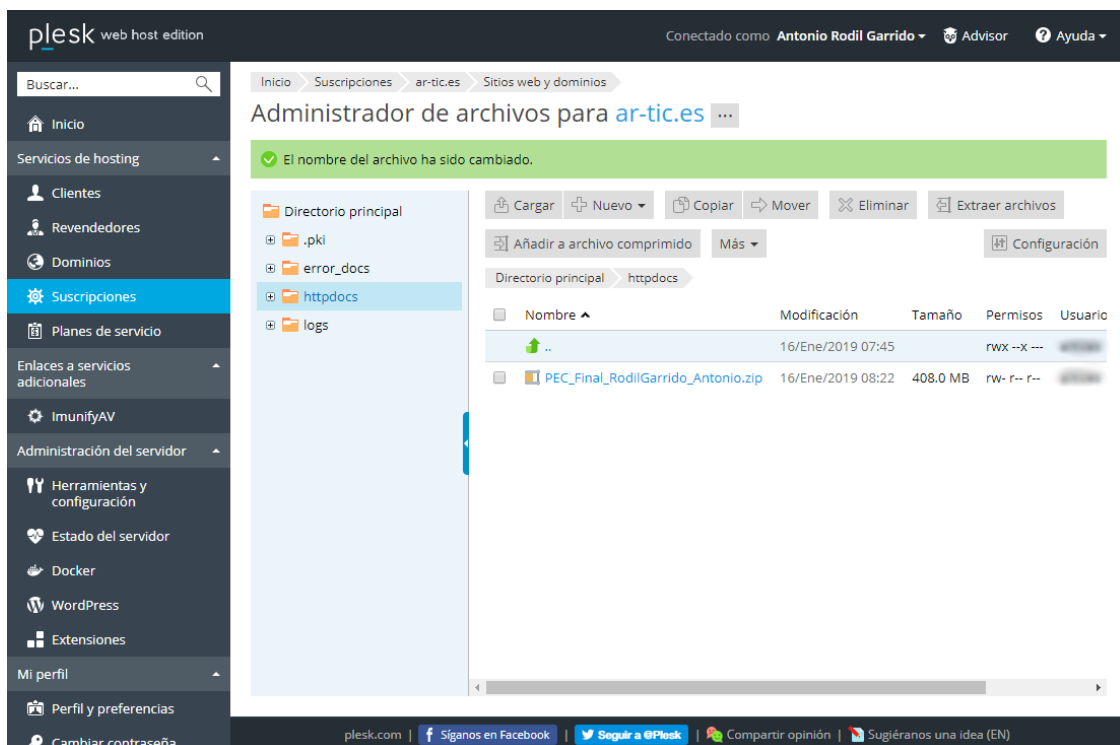 plesk web host edition
Conectado como Antonio Rodil Garrido
Advisor
Ayuda
Buscar...
Inicio
Servicios de hosting
Clientes
Revendedores
Dominios
Suscripciones
Planes de servicio
Enlaces a servicios
adicionales
ImunifyAV
Administración del servidor
Herramientas y
configuración
Estado del servidor
Docker
WordPress
Extensiones
Mi perfil
Perfil y preferencias
Cambiar contraseña
Inicio Suscripciones ar-tic.es Sitios web y dominios
Administrador de archivos para ar-tic.es ...
El nombre del archivo ha sido cambiado.
Directorio principal
.pki
error_docs
httpdocs
logs
Cargar Nuevo Copiar Mover Eliminar Extraer archivos
Añadir a archivo comprimido Más Configuración
Directorio principal httpdocs
Nombre Modificación Tamaño Permisos Usuario
.. 16/Ene/2019 07:45 rwx --x ---
PEC_Final_RodilGarrido_Antonio.zip 16/Ene/2019 08:22 408.0 MB rw- r-- r--
plesk.com | Síganos en Facebook | Seguir a @Plesk | Compartir opinión | Sugiéranos una idea (EN)